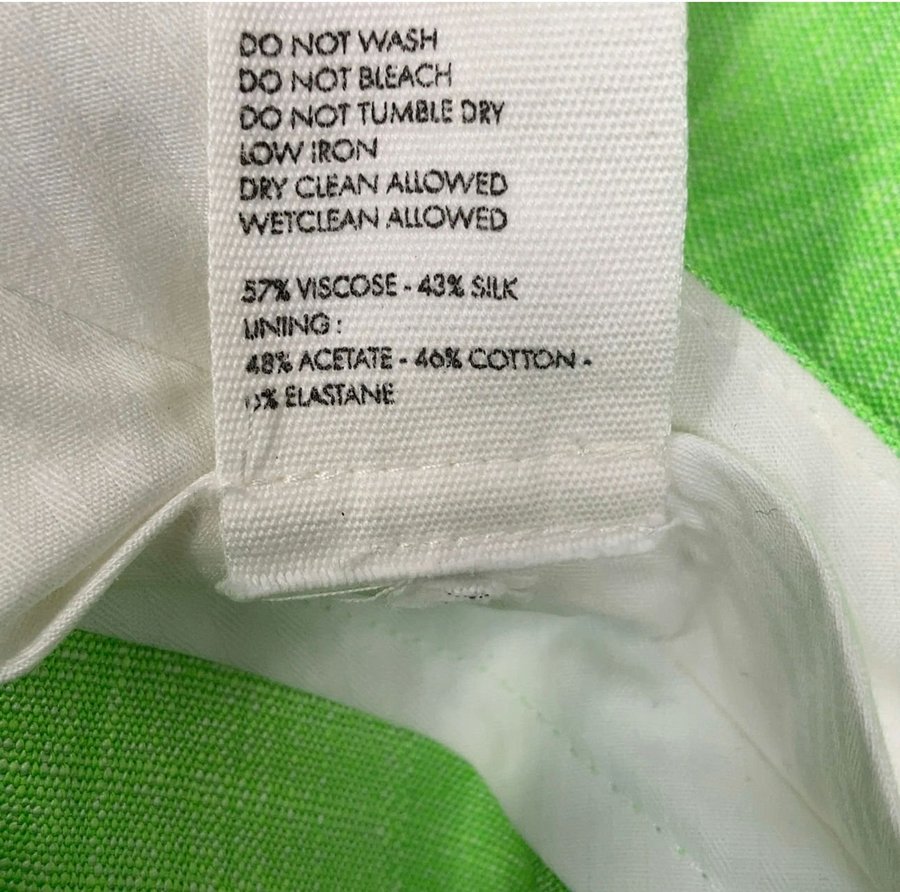 DO NOT WASH
DO NOT BLEACH
DO NOT TUMBLE DRY
LOW IRON
DRY CLEAN ALLOWED
WETCLEAN ALLOWED
57% VISCOSE - 43% SILK
LINING :
48% ACETATE - 46% COTTON -
% ELASTANE